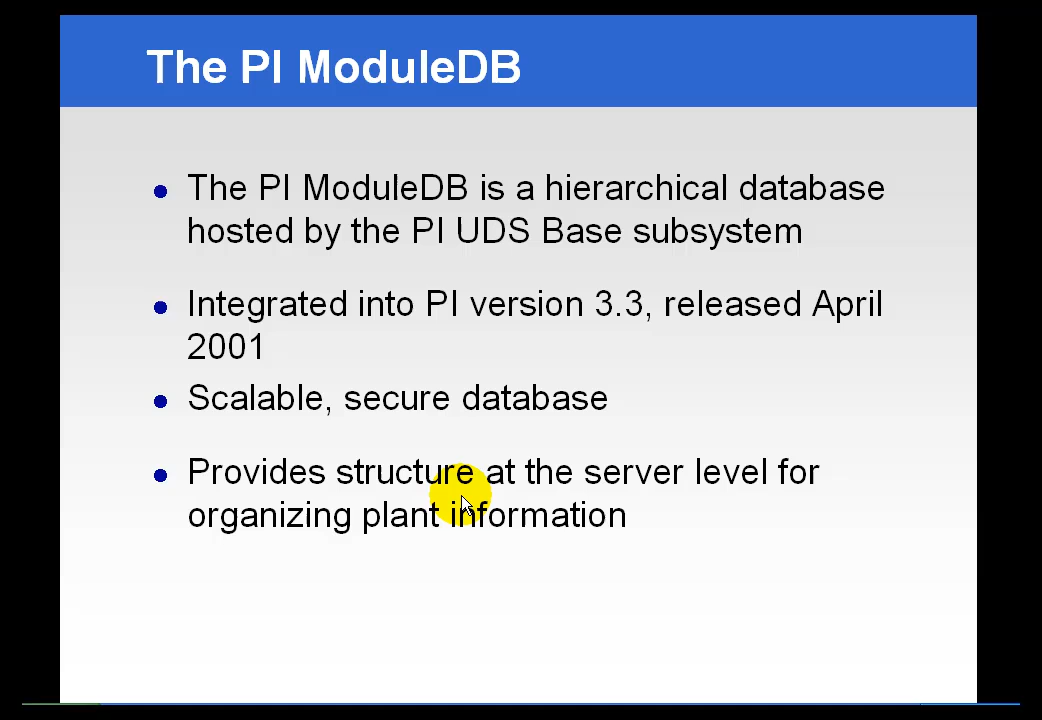 The PI ModuleDB
The PI ModuleDB is a hierarchical database
hosted by the PI UDS Base subsystem
Integrated into PI version 3.3, released April
2001
Scalable, secure database
Provides structure at the server level for
organizing plant information